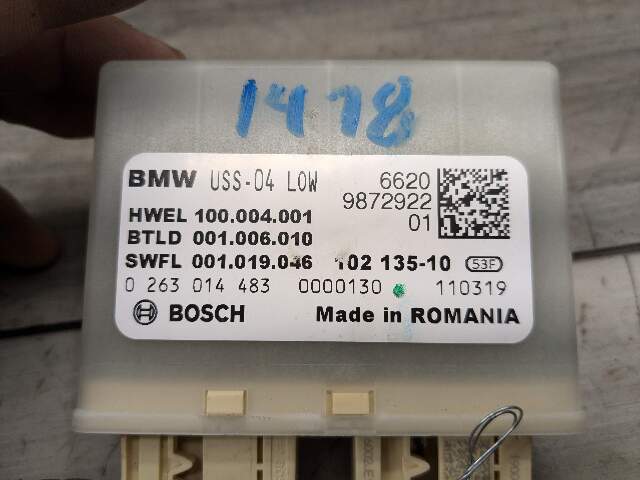 1478
BMW USS-04 LOW 6620
9872922
01
HWEL 100.004.001
BTLD 001.006.010
SWFL 001.019.046 102 135-10 53F
0 263 014 483 0000130 110319
BOSCH Made in ROMANIA